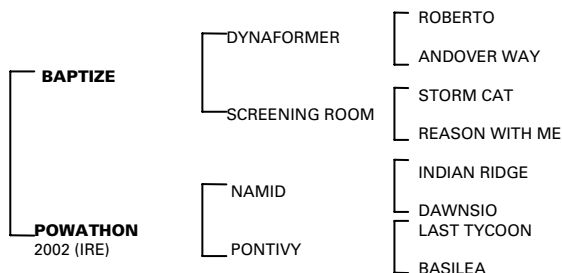 ROBERTO
DYNAFORMER
ANDOVER WAY
BAPTIZE
STORM CAT
SCREENING ROOM
REASON WITH ME
INDIAN RIDGE
NAMID
DAWNSIO
POWATHON
2002 (IRE)
LAST TYCOON
PONTIVY
BASILEA